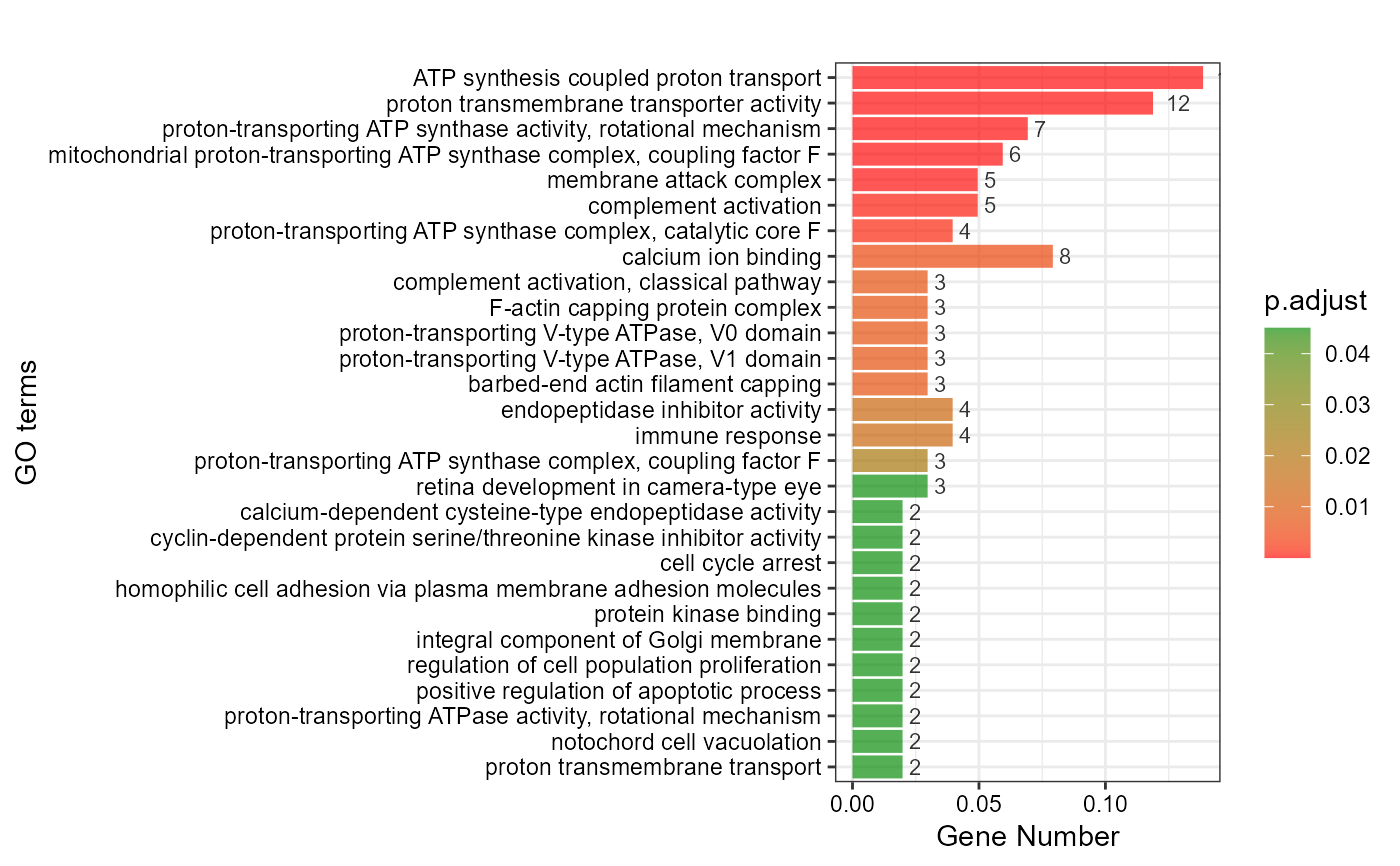 ATP synthesis coupled proton transport
proton transmembrane transporter activity 12
proton-transporting ATP synthase activity, rotational mechanism 7
mitochondrial proton-transporting ATP synthase complex, coupling factor F 6
membrane attack complex 5
complement activation 5
proton-transporting ATP synthase complex, catalytic core F 4
calcium ion binding 8
complement activation, classical pathway 3
F-actin capping protein complex 3
proton-transporting V-type ATPase, V0 domain 3
proton-transporting V-type ATPase, V1 domain 3
barbed-end actin filament capping 3
endopeptidase inhibitor activity 4
immune response 4
proton-transporting ATP synthase complex, coupling factor F 3
retina development in camera-type eye 3
calcium-dependent cysteine-type endopeptidase activity 2
cyclin-dependent protein serine/threonine kinase inhibitor activity 2
cell cycle arrest 2
homophilic cell adhesion via plasma membrane adhesion molecules 2
protein kinase binding 2
integral component of Golgi membrane 2
regulation of cell population proliferation 2
positive regulation of apoptotic process 2
proton-transporting ATPase activity, rotational mechanism 2
notochord cell vacuolation 2
proton transmembrane transport 2
0.00 0.05 0.10
Gene Number
GO terms
p.adjust
0.04
0.03
0.02
0.01